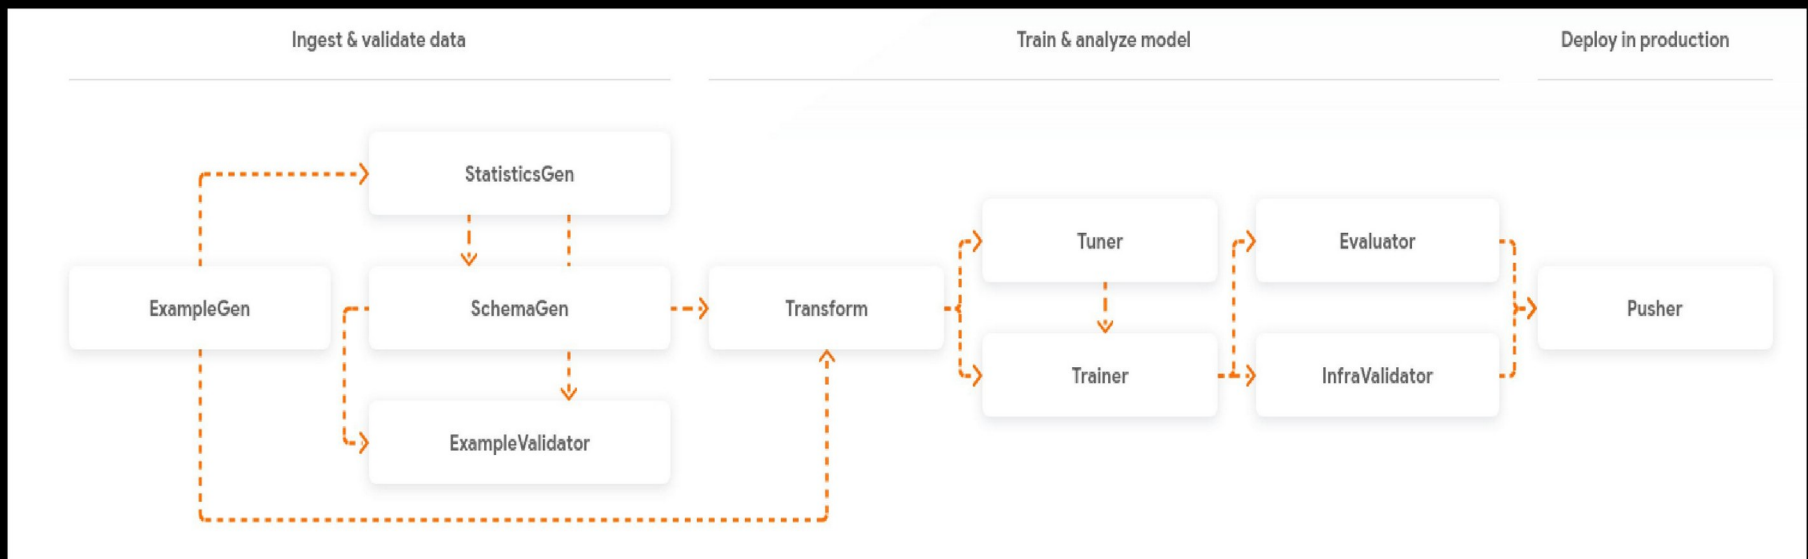 Ingest & validate data
Train & analyze model
Deploy in production
StatisticsGen
ExampleGen
SchemaGen
ExampleValidator
Transform
Tuner
Trainer
Evaluator
InfraValidator
Pusher